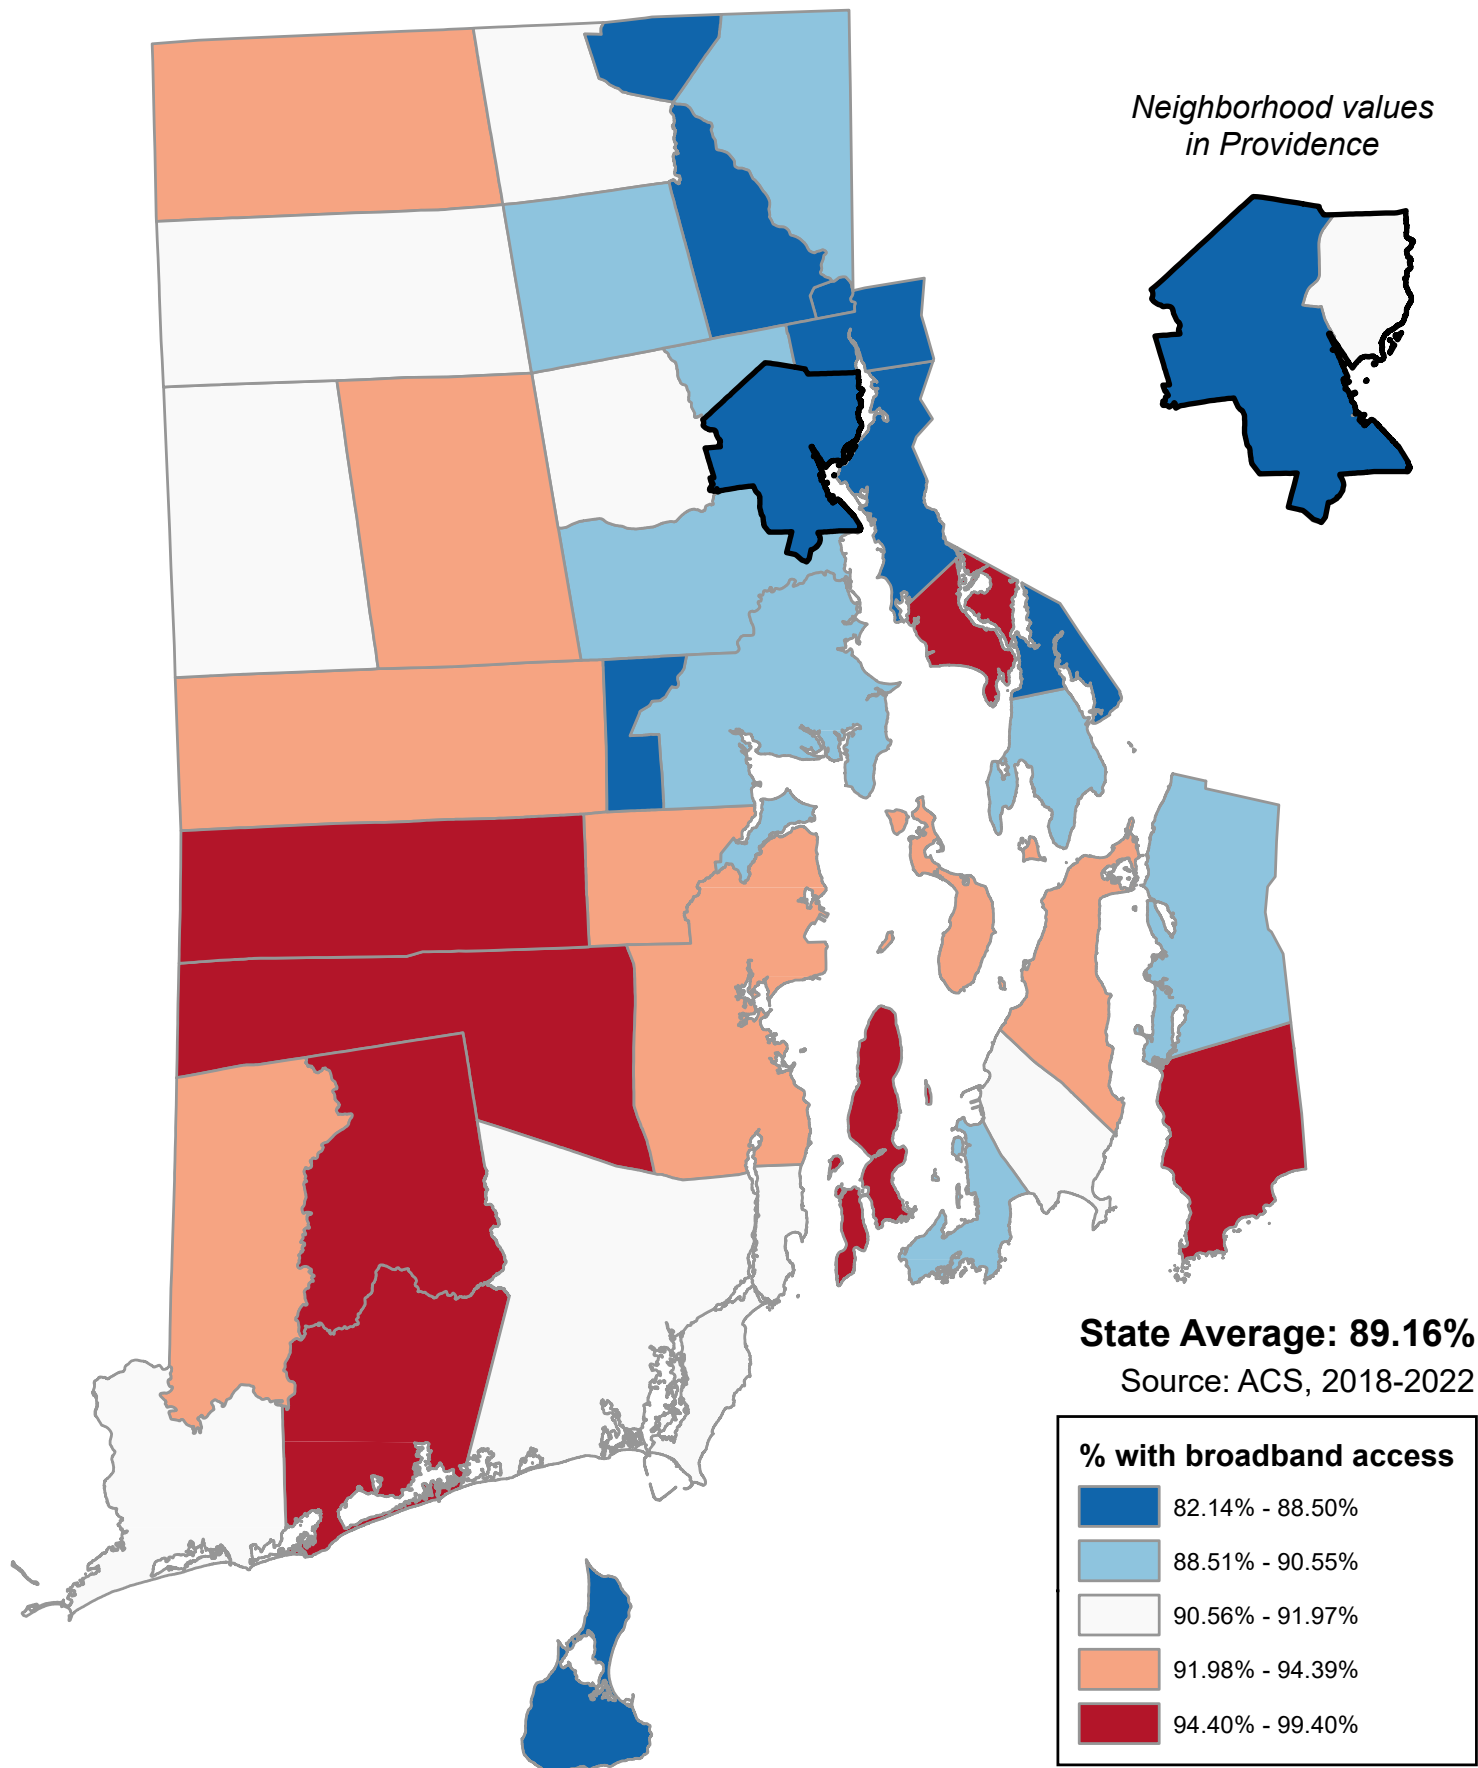 Neighborhood values
in Providence
State Average: 89.16%
Source: ACS, 2018-2022
% with broadband access
82.14% - 88.50%
88.51% - 90.55%
90.56% - 91.97%
91.98% - 94.39%
94.40% - 99.40%